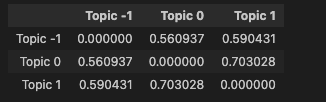 Topic -1 Topic 0 Topic 1
Topic -1 0.000000 0.560937 0.590431
Topic 0 0.560937 0.000000 0.703028
Topic 1 0.590431 0.703028 0.000000